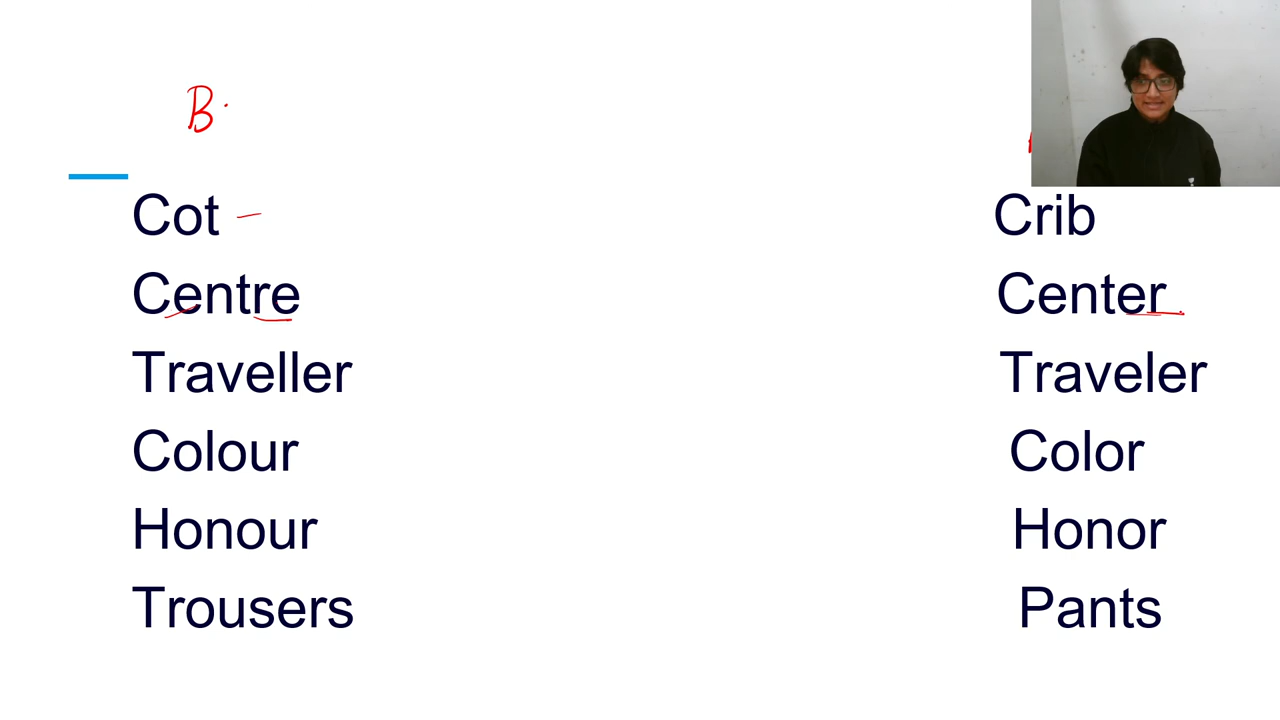 B.
Cot - Crib
Centre Center
Traveller Traveler
Colour Color
Honour Honor
Trousers Pants